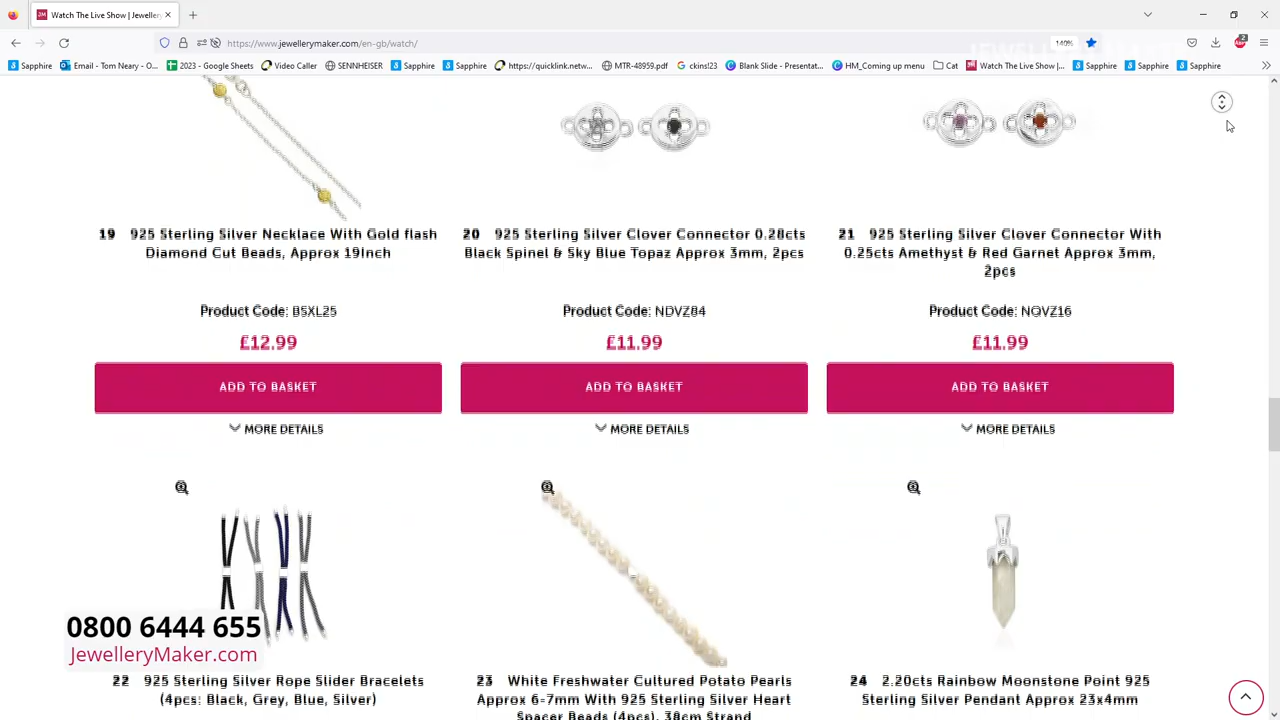 Watch The Live Show | Jeweller
https://www.jewellerymaker.com/ gb/watch/
140%
2
Sapphire
Email - Tom Neary - O...
2023 - Google Sheets
Video Caller
SENNHEISER
Sapphire
Sapphire
https://quicklink.netw...
MTR-48959.pdf
ckins!23
Blank Slide - Presentat...
HM_Coming up menu
Cat
Watch The Live Show |...
Sapphire
Sapphire
Sapphire
19 925 Sterling Silver Necklace With Gold flash
Diamond Cut Beads, Approx 19Inch
Product Code: BSXL25
£12.99
ADD TO BASKET
MORE DETAILS
20 925 Sterling Silver Clover Connector 0.28cts
Black Spinel & Sky Blue Topaz Approx 3mm, 2pcs
Product Code: NDVZ84
£11.99
ADD TO BASKET
MORE DETAILS
21 925 Sterling Silver Clover Connector With
0.25cts Amethyst & Red Garnet Approx 3mm,
2pcs
Product Code: NQVZ16
£11.99
ADD TO BASKET
MORE DETAILS
0800 6444 655
JewelleryMaker.com
22 925 Sterling Silver Rope Slider Bracelets
(4pcs: Black, Grey, Blue, Silver)
23 White Freshwater Cultured Potato Pearls
Approx 6-7mm With 925 Sterling Silver Heart
Spacer Beads (4pcs), 38cm Strand
24 2.20cts Rainbow Moonstone Point 925
Sterling Silver Pendant Approx 23x4mm